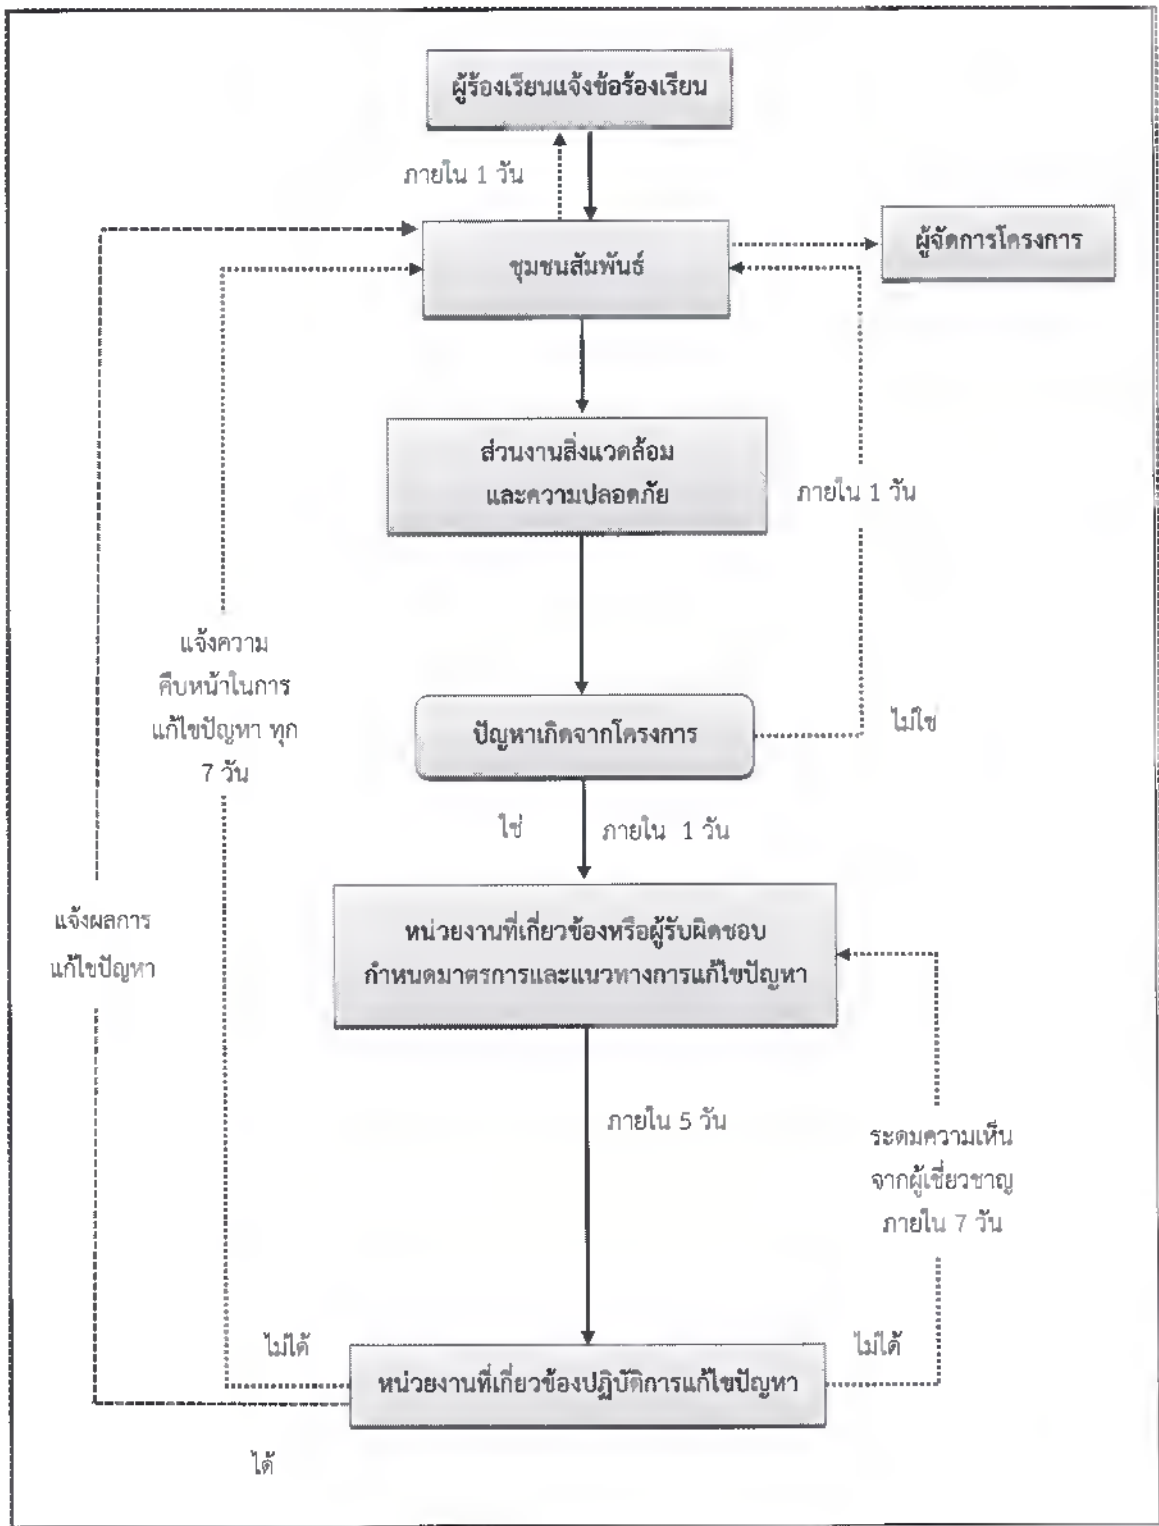 ผู้ร้องเรียนแจ้งข้อร้องเรียน
ภายใน 1 วัน
ผู้จัดการโครงการ
ชุมชนสัมพันธ์
ส่วนงานสิ่งแวดล้อม
และความปลอดภัย
ภายใน 1 วัน
แจ้งความ
คืบหน้าในการ
แก้ไขปัญหา ทุก
7 วัน
ปัญหาเกิดจากโครงการ
ไม่ใช่
ใช่
ภายใน 1 วัน
แจ้งผลการ
แก้ไขปัญหา
หน่วยงานที่เกี่ยวข้องหรือผู้รับผิดชอบ
กำหนดมาตรการและแนวทางการแก้ไขปัญหา
ภายใน 5 วัน
ระดมความเห็น
จากผู้เชี่ยวชาญ
ภายใน 7 วัน
ไม่ได้
ไม่ได้
หน่วยงานที่เกี่ยวข้องปฏิบัติการแก้ไขปัญหา
ได้